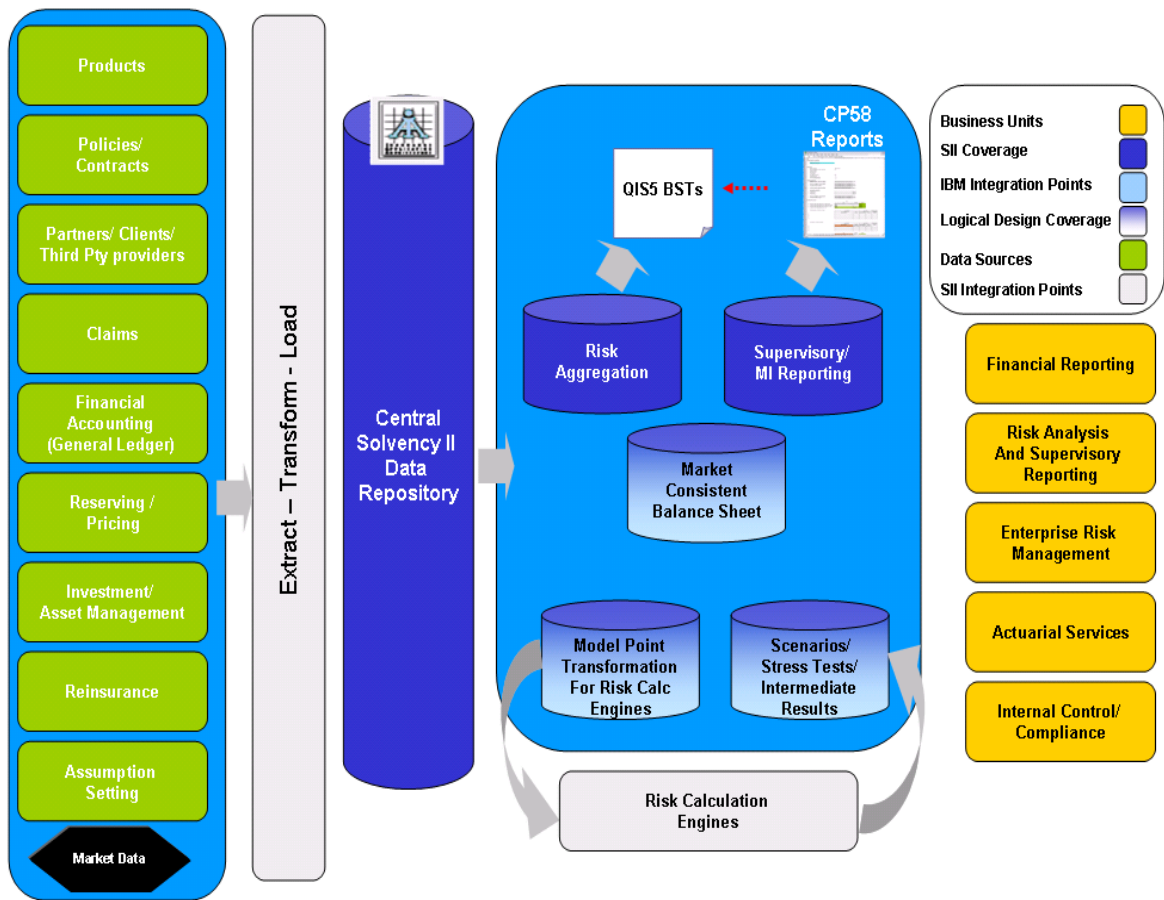 Products
Policies/
Contracts
Partners/ Clients/
Third Pty providers
Claims
Financial
Accounting
(General Ledger)
Reserving /
Pricing
Investment/
Asset Management
Reinsurance
Assumption
Setting
Market Data
Extract – Transform - Load
Central
Solvency II
Data
Repository
CP58
Reports
QIS5 BSTs
Risk
Aggregation
Supervisory/
MI Reporting
Market
Consistent
Balance Sheet
Model Point
Transformation
For Risk Calc
Engines
Scenarios/
Stress Tests/
Intermediate
Results
Risk Calculation
Engines
Business Units
SII Coverage
IBM Integration Points
Logical Design Coverage
Data Sources
SII Integration Points
Financial Reporting
Risk Analysis
And Supervisory
Reporting
Enterprise Risk
Management
Actuarial Services
Internal Control/
Compliance